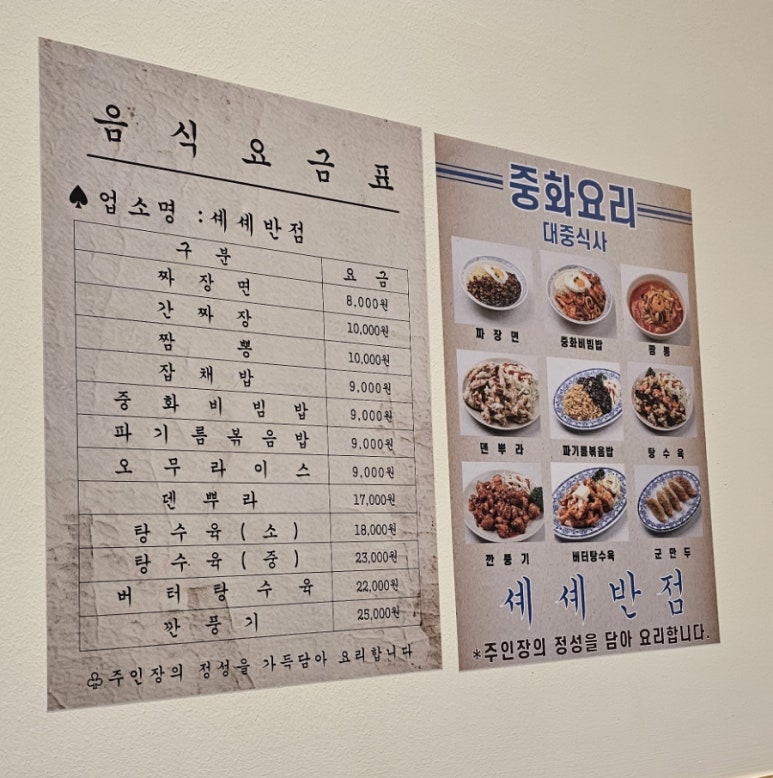 음식요금표
♠업소명 :셰셰반점
구분 요금
짜장면 8,000원
간짜장 10,000원
짬뽕 10,000원
잡채밥 9,000원
중화비빔밥 9,000원
파기름볶음밥 9,000원
오무라이스 9,000원
덴뿌라 17,000원
탕수육(소) 18,000원
탕수육(중) 23,000원
버터탕수육 22,000원
깐풍기 25,000원
♧주인장의 정성을 가득담아 요리합니다
중화요리
대중식사
짜장면 중화비빔밥 짬뽕
덴뿌라 파기름볶음밥 탕수육
깐풍기 버터탕수육 군만두
셰셰반점
*주인장의 정성을 담아 요리합니다.